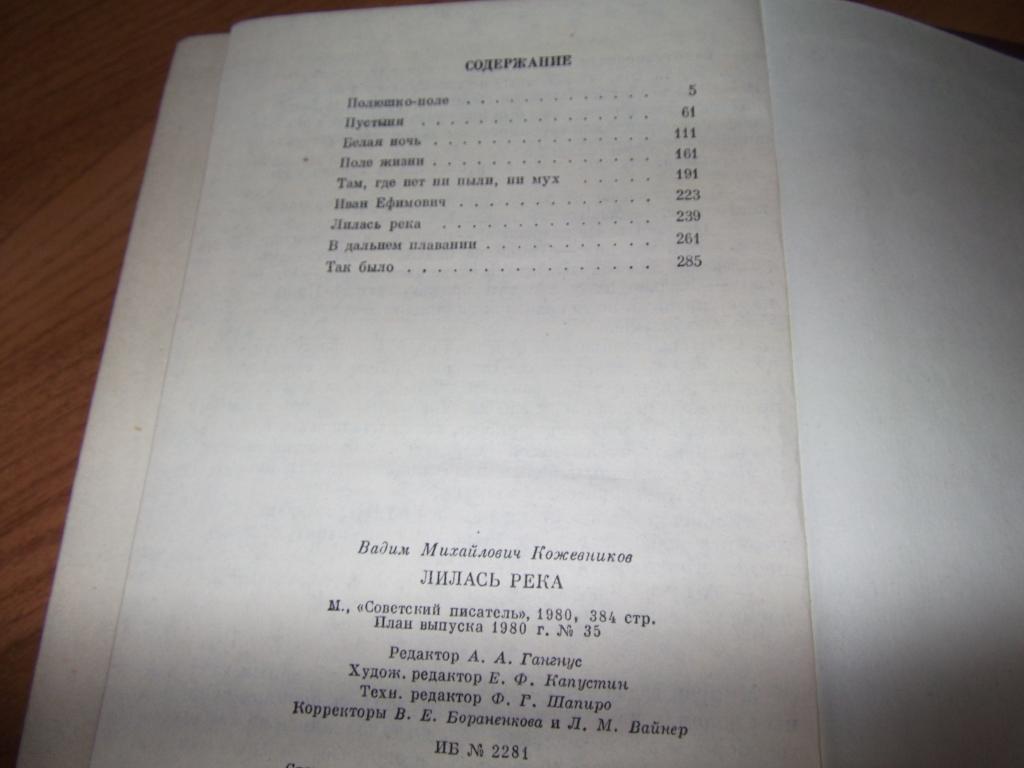 СОДЕРЖАНИЕ
Полюшко-поле . . . . . . . . . . . . . 5
Пустыня . . . . . . . . . . . . . . . . 61
Белая ночь . . . . . . . . . . . . . . . 111
Поле жизни . . . . . . . . . . . . . . . 161
Там, где нет ни пыли, ни мух . . . . . 191
Иван Ефимович . . . . . . . . . . . . . 223
Лилась река . . . . . . . . . . . . . . 239
В дальнем плавании . . . . . . . . . . . 261
Так было . . . . . . . . . . . . . . . . 285
Вадим Михайлович Кожевников
ЛИЛАСЬ РЕКА
М., «Советский писатель», 1980, 384 стр.
План выпуска 1980 г. № 35
Редактор А. А. Гангнус
Худож. редактор Е. Ф. Капустин
Техн. редактор Ф. Г. Шапиро
Корректоры В. Е. Бораненкова и Л. М. Вайнер
ИБ № 2281